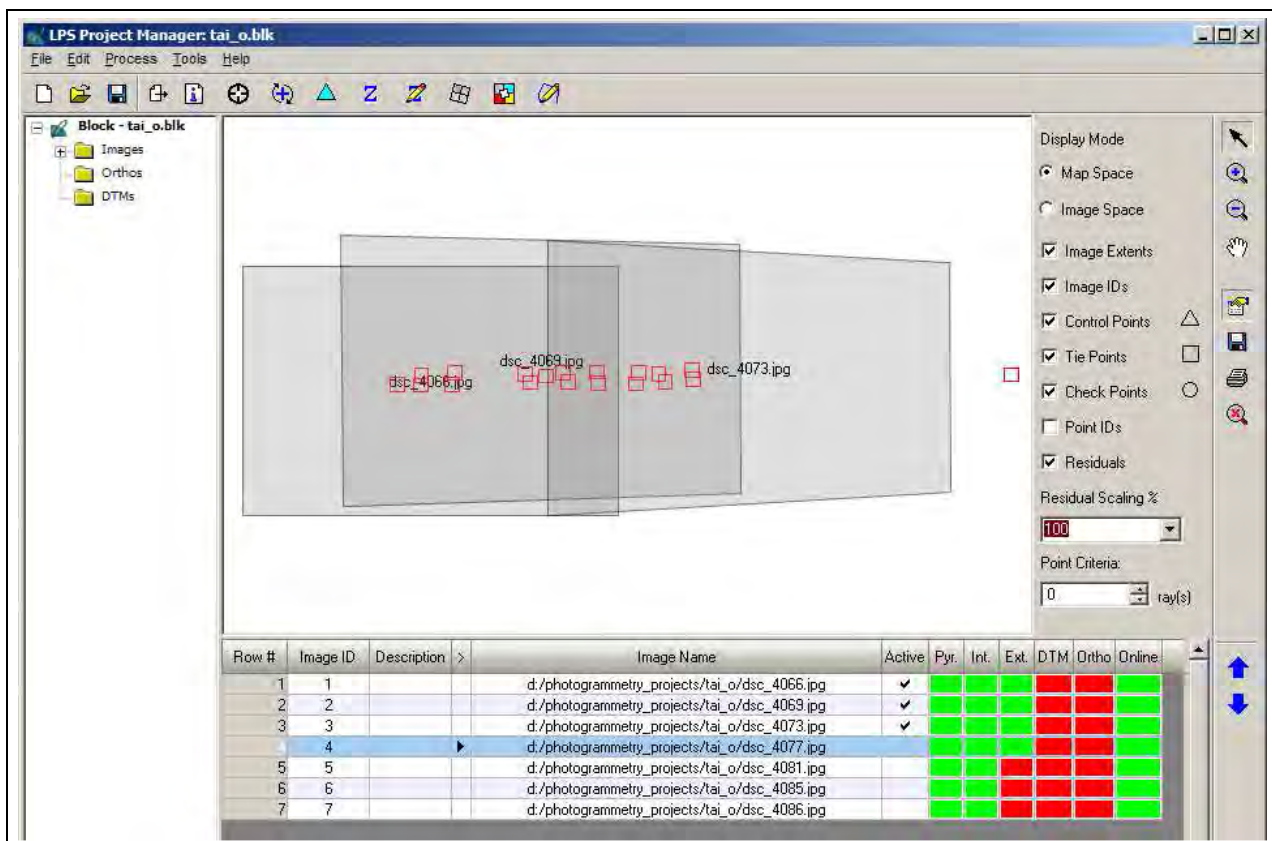 LPS Project Manager: tai_o.blk
File Edit Process Tools Help
Block - tai_o.blk
Images
Orthos
DTMs
dsc_4066.jpg
dsc_4069.jpg
dsc_4073.jpg
Display Mode
Map Space
Image Space
Image Extents
Image IDs
Control Points
Tie Points
Check Points
Point IDs
Residuals
Residual Scaling %
100
Point Criteria:
0 ray(s)
Row # Image ID Description > Image Name Active Pyr. Int. Ext. DTM Ortho Online
1 1 d:/photogrammetry_projects/tai_o/dsc_4066.jpg
2 2 d:/photogrammetry_projects/tai_o/dsc_4069.jpg
3 3 d:/photogrammetry_projects/tai_o/dsc_4073.jpg
4 4 d:/photogrammetry_projects/tai_o/dsc_4077.jpg
5 5 d:/photogrammetry_projects/tai_o/dsc_4081.jpg
6 6 d:/photogrammetry_projects/tai_o/dsc_4085.jpg
7 7 d:/photogrammetry_projects/tai_o/dsc_4086.jpg